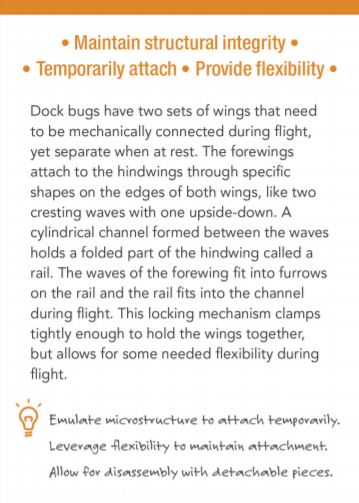 • Maintain structural integrity •
• Temporarily attach • Provide flexibility •
Dock bugs have two sets of wings that need
to be mechanically connected during flight,
yet separate when at rest. The forewings
attach to the hindwings through specific
shapes on the edges of both wings, like two
cresting waves with one upside-down. A
cylindrical channel formed between the waves
holds a folded part of the hindwing called a
rail. The waves of the forewing fit into furrows
on the rail and the rail fits into the channel
during flight. This locking mechanism clamps
tightly enough to hold the wings together,
but allows for some needed flexibility during
flight.
Emulate microstructure to attach temporarily.
Leverage flexibility to maintain attachment.
Allow for disassembly with detachable pieces.